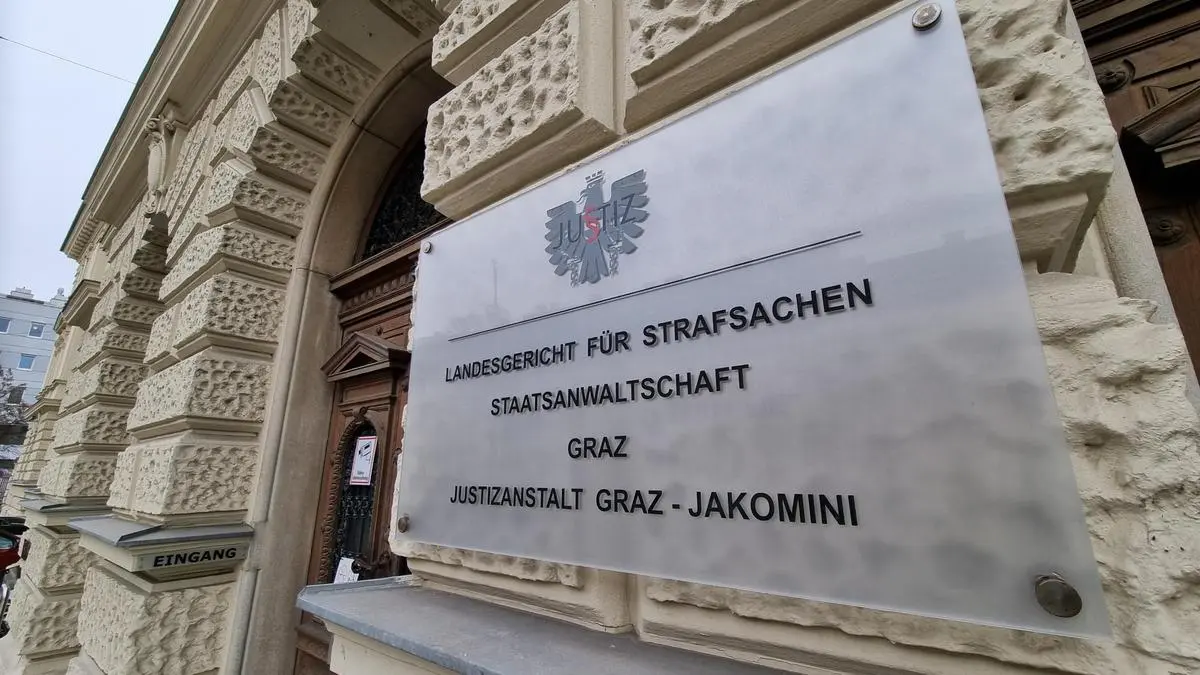 JUSTIZ
LANDESGERICHT FÜR STRAFSACHEN
STAATSANWALTSCHAFT
GRAZ
JUSTIZANSTALT GRAZ - JAKOMINI
EINGANG